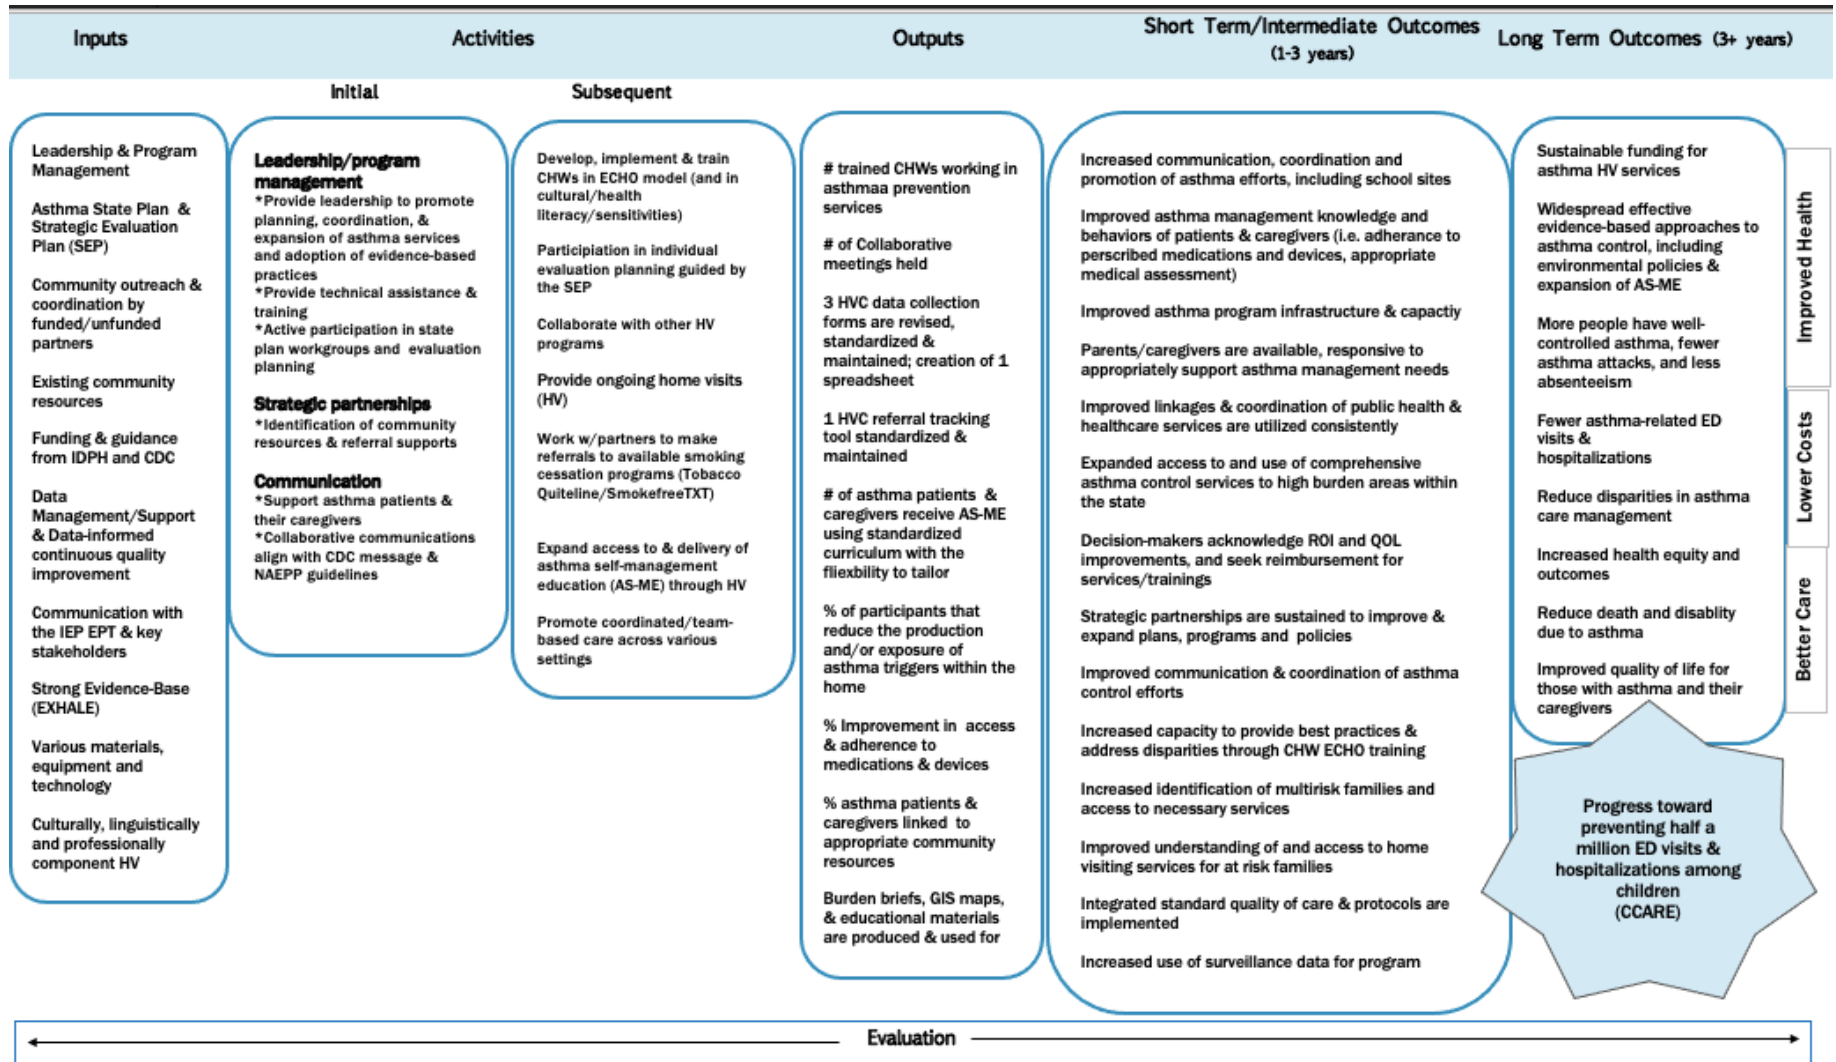 Inputs
Activities
Outputs
Short Term/Intermediate Outcomes
(1-3 years)
Long Term Outcomes (3+ years)
Initial
Subsequent
Leadership & Program
Management
Asthma State Plan &
Strategic Evaluation
Plan (SEP)
Community outreach &
coordination by
funded/unfunded
partners
Existing community
resources
Funding & guidance
from IDPH and CDC
Data
Management/Support
& Data-informed
continuous quality
improvement
Communication with
the IEP EPT & key
stakeholders
Strong Evidence-Base
(EXHALE)
Various materials,
equipment and
technology
Culturally, linguistically
and professionally
component HV
Leadership/program
management
*Provide leadership to promote
planning, coordination, &
expansion of asthma services
and adoption of evidence-based
practices
*Provide technical assistance &
training
*Active participation in state
plan workgroups and evaluation
planning
Strategic partnerships
*Identification of community
resources & referral supports
Communication
*Support asthma patients &
their caregivers
*Collaborative communications
align with CDC message &
NAEPP guidelines
Develop, implement & train
CHWs in ECHO model (and in
cultural/health
literacy/sensitivities)
Participiation in individual
evaluation planning guided by
the SEP
Collaborate with other HV
programs
Provide ongoing home visits
(HV)
Work w/partners to make
referrals to available smoking
cessation programs (Tobacco
Quiteline/SmokefreeTXT)
Expand access to & delivery of
asthma self-management
education (AS-ME) through HV
Promote coordinated/team-
based care across various
settings
# trained CHWs working in
asthmaa prevention
services
# of Collaborative
meetings held
3 HVC data collection
forms are revised,
standardized &
maintained; creation of 1
spreadsheet
1 HVC referral tracking
tool standardized &
maintained
# of asthma patients &
caregivers receive AS-ME
using standardized
curriculum with the
fliexbility to tailor
% of participants that
reduce the production
and/or exposure of
asthma triggers within the
home
% Improvement in access
& adherence to
medications & devices
% asthma patients &
caregivers linked to
appropriate community
resources
Burden briefs, GIS maps,
& educational materials
are produced & used for
Increased communication, coordination and
promotion of asthma efforts, including school sites
Improved asthma management knowledge and
behaviors of patients & caregivers (i.e. adherance to
perscribed medications and devices, appropriate
medical assessment)
Improved asthma program infrastructure & capactiy
Parents/caregivers are available, responsive to
appropriately support asthma management needs
Improved linkages & coordination of public health &
healthcare services are utilized consistently
Expanded access to and use of comprehensive
asthma control services to high burden areas within
the state
Decision-makers acknowledge ROI and QOL
improvements, and seek reimbursement for
services/trainings
Strategic partnerships are sustained to improve &
expand plans, programs and policies
Improved communication & coordination of asthma
control efforts
Increased capacity to provide best practices &
address disparities through CHW ECHO training
Increased identification of multirisk families and
access to necessary services
Improved understanding of and access to home
visiting services for at risk families
Integrated standard quality of care & protocols are
implemented
Increased use of surveillance data for program
Sustainable funding for
asthma HV services
Widespread effective
evidence-based approaches to
asthma control, including
environmental policies &
expansion of AS-ME
More people have well-
controlled asthma, fewer
asthma attacks, and less
absenteeism
Fewer asthma-related ED
visits &
hospitalizations
Reduce disparities in asthma
care management
Increased health equity and
outcomes
Reduce death and disablity
due to asthma
Improved quality of life for
those with asthma and their
caregivers
Improved Health
Lower Costs
Better Care
Progress toward
preventing half a
million ED visits &
hospitalizations among
children
(CCARE)
Evaluation